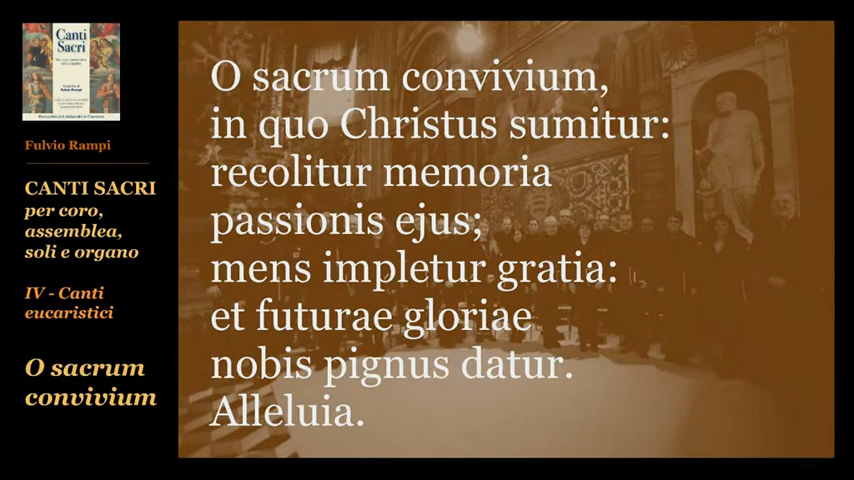 Canti
Sacri
Fulvio Rampi
CANTI SACRI
per coro,
assemblea,
soli e organo
IV - Canti
eucaristici
O sacrum
convivium
O sacrum convivium,
in quo Christus sumitur:
recolitur memoria
passionis ejus;
mens impletur gratia:
et futurae gloriae
nobis pignus datur.
Alleluia.